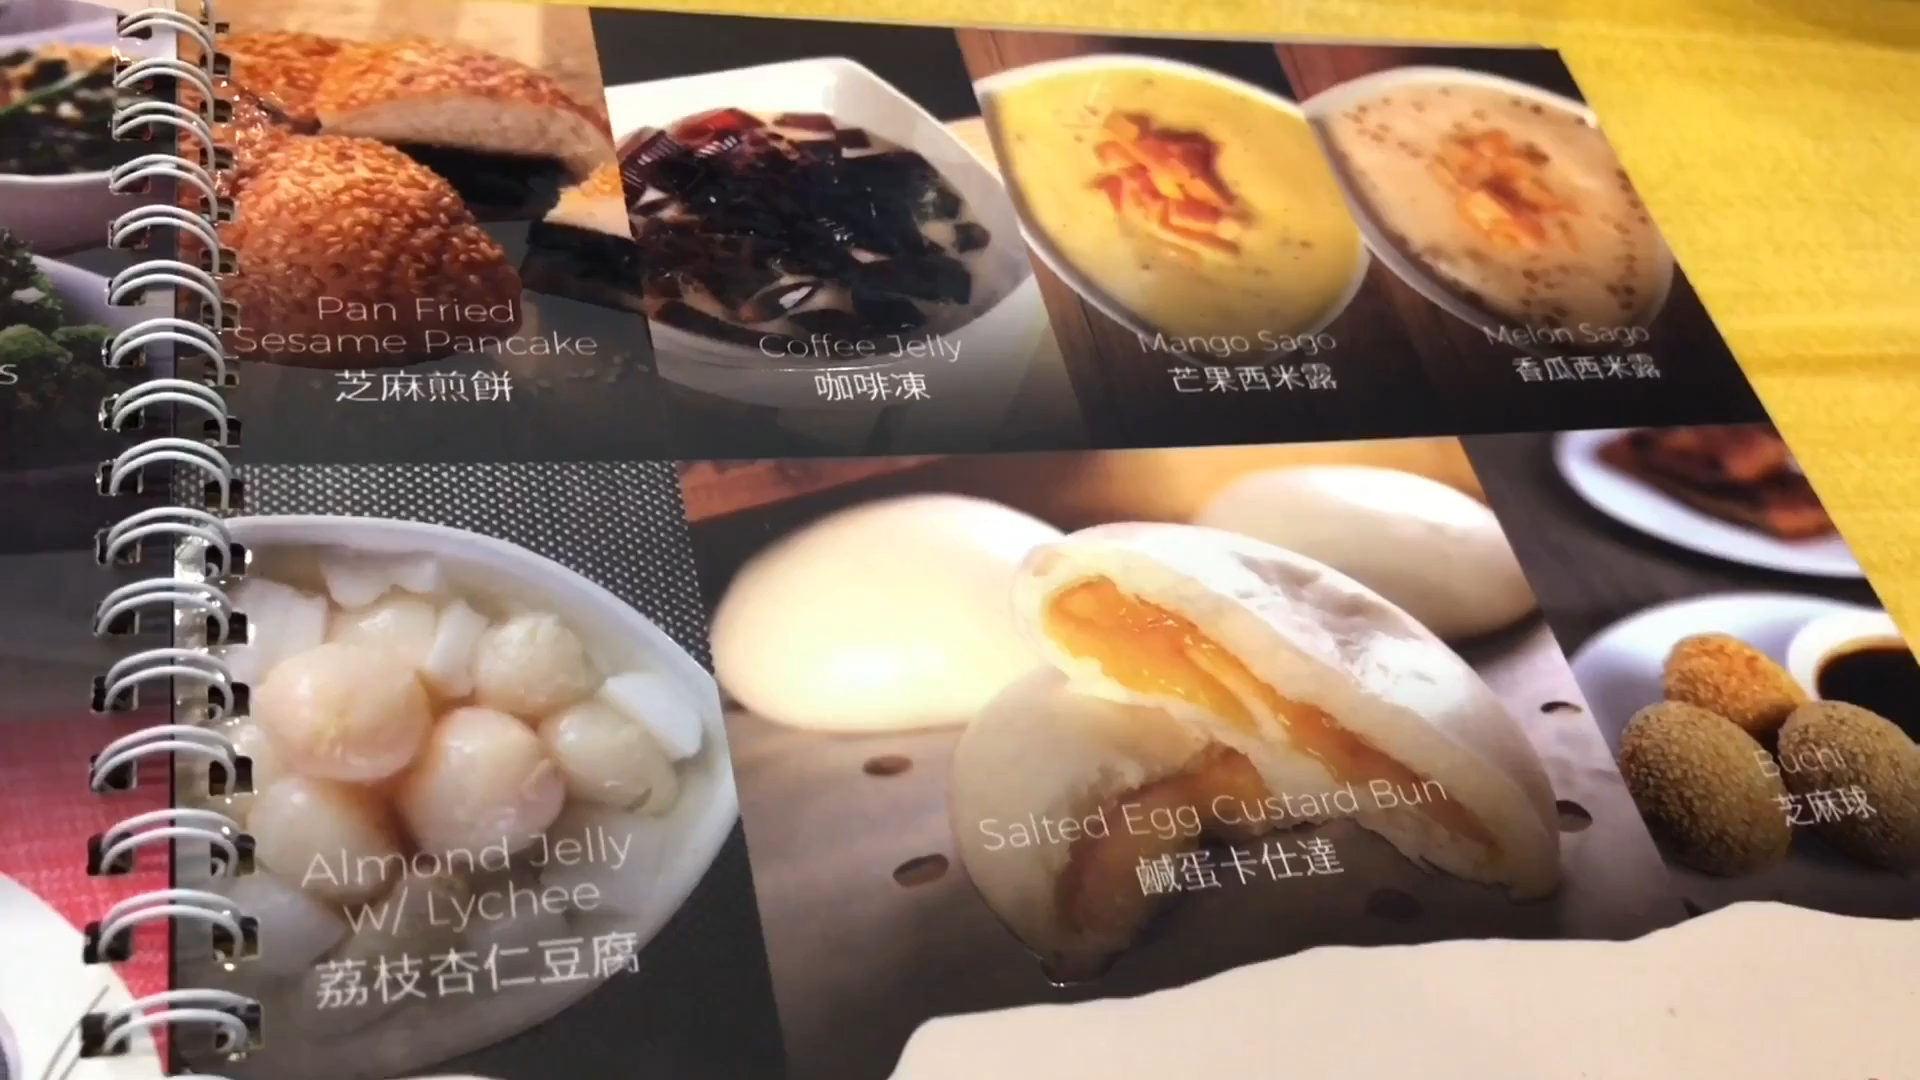 s
Pan Fried
Sesame Pancake
芝麻煎餅
Coffee Jelly
咖啡凍
Mango Sago
芒果西米露
Melon Sago
香瓜西米露
Almond Jelly
w/ Lychee
荔枝杏仁豆腐
Salted Egg Custard Bun
鹹蛋卡仕達
Buchi
芝麻球